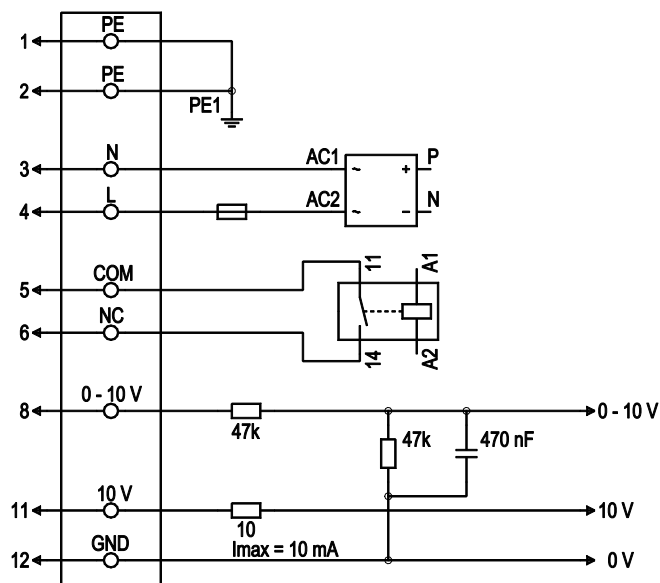 PE
1
PE
2
PE1
N
AC1
P
3
L
AC2
N
4
11
A1
COM
5
NC
6
14
A2
0 - 10 V
8
0 - 10 V
47k
47k
470 nF
10 V
11
10 V
10
Imax = 10 mA
GND
12
0 V